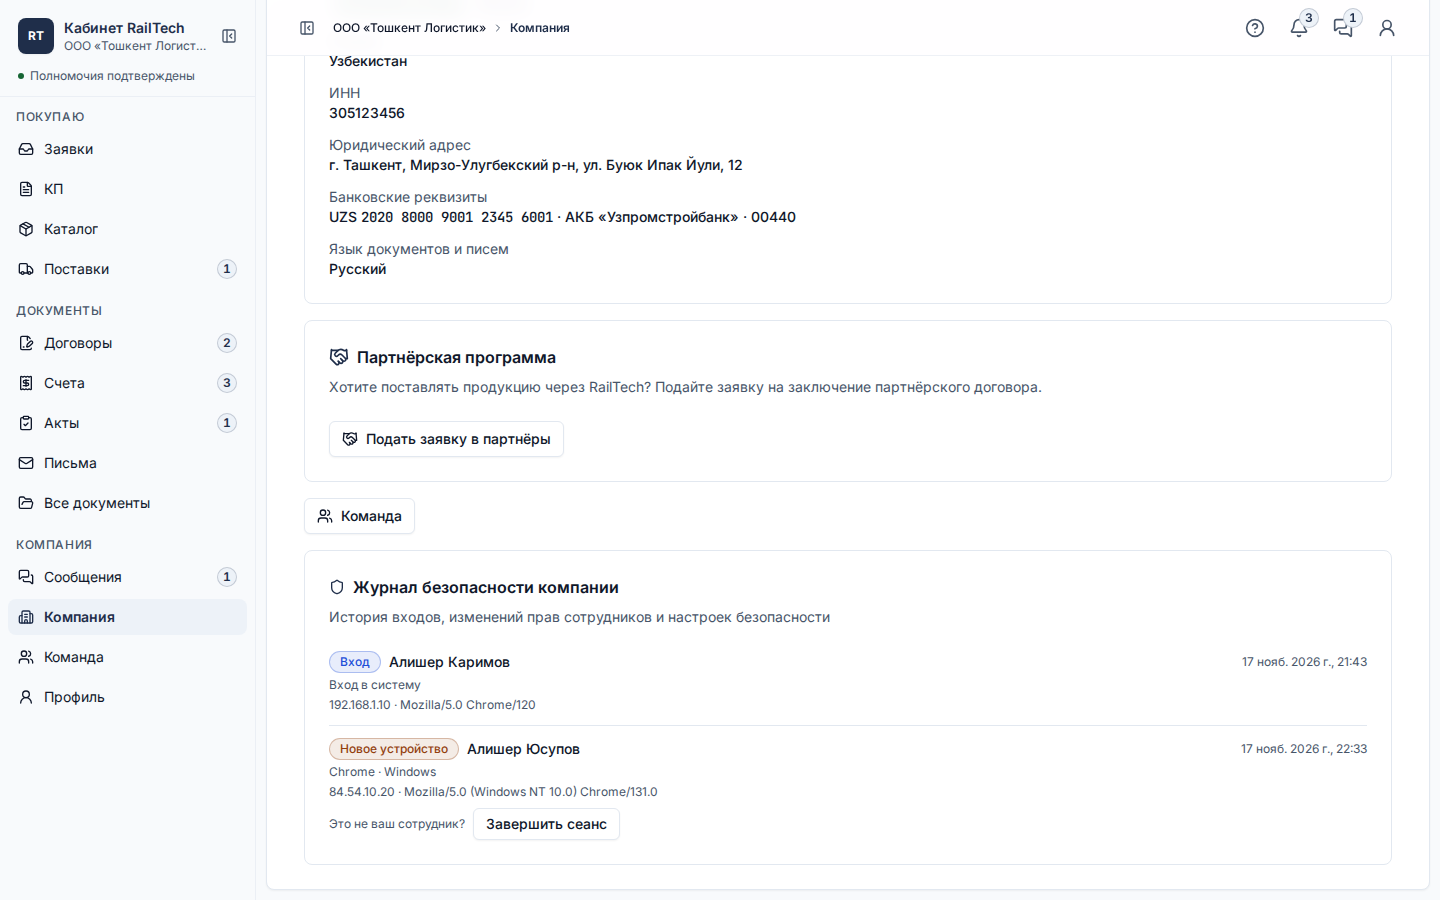 RT
Кабинет RailTech
ООО «Тошкент Логист...
Полномочия подтверждены
ПОКУПАЮ
Заявки
КП
Каталог
Поставки 1
ДОКУМЕНТЫ
Договоры 2
Счета 3
Акты 1
Письма
Все документы
КОМПАНИЯ
Сообщения 1
Компания
Команда
Профиль
ООО «Тошкент Логистик» > Компания
3
1
Узбекистан
ИНН
305123456
Юридический адрес
г. Ташкент, Мирзо-Улугбекский р-н, ул. Буюк Ипак Йули, 12
Банковские реквизиты
UZS 2020 8000 9001 2345 6001 · АКБ «Узпромстройбанк» · 00440
Язык документов и писем
Русский
Партнёрская программа
Хотите поставлять продукцию через RailTech? Подайте заявку на заключение партнёрского договора.
Подать заявку в партнёры
Команда
Журнал безопасности компании
История входов, изменений прав сотрудников и настроек безопасности
Вход Алишер Каримов 17 нояб. 2026 г., 21:43
Вход в систему
192.168.1.10 · Mozilla/5.0 Chrome/120
Новое устройство Алишер Юсупов 17 нояб. 2026 г., 22:33
Chrome · Windows
84.54.10.20 · Mozilla/5.0 (Windows NT 10.0) Chrome/131.0
Это не ваш сотрудник? Завершить сеанс